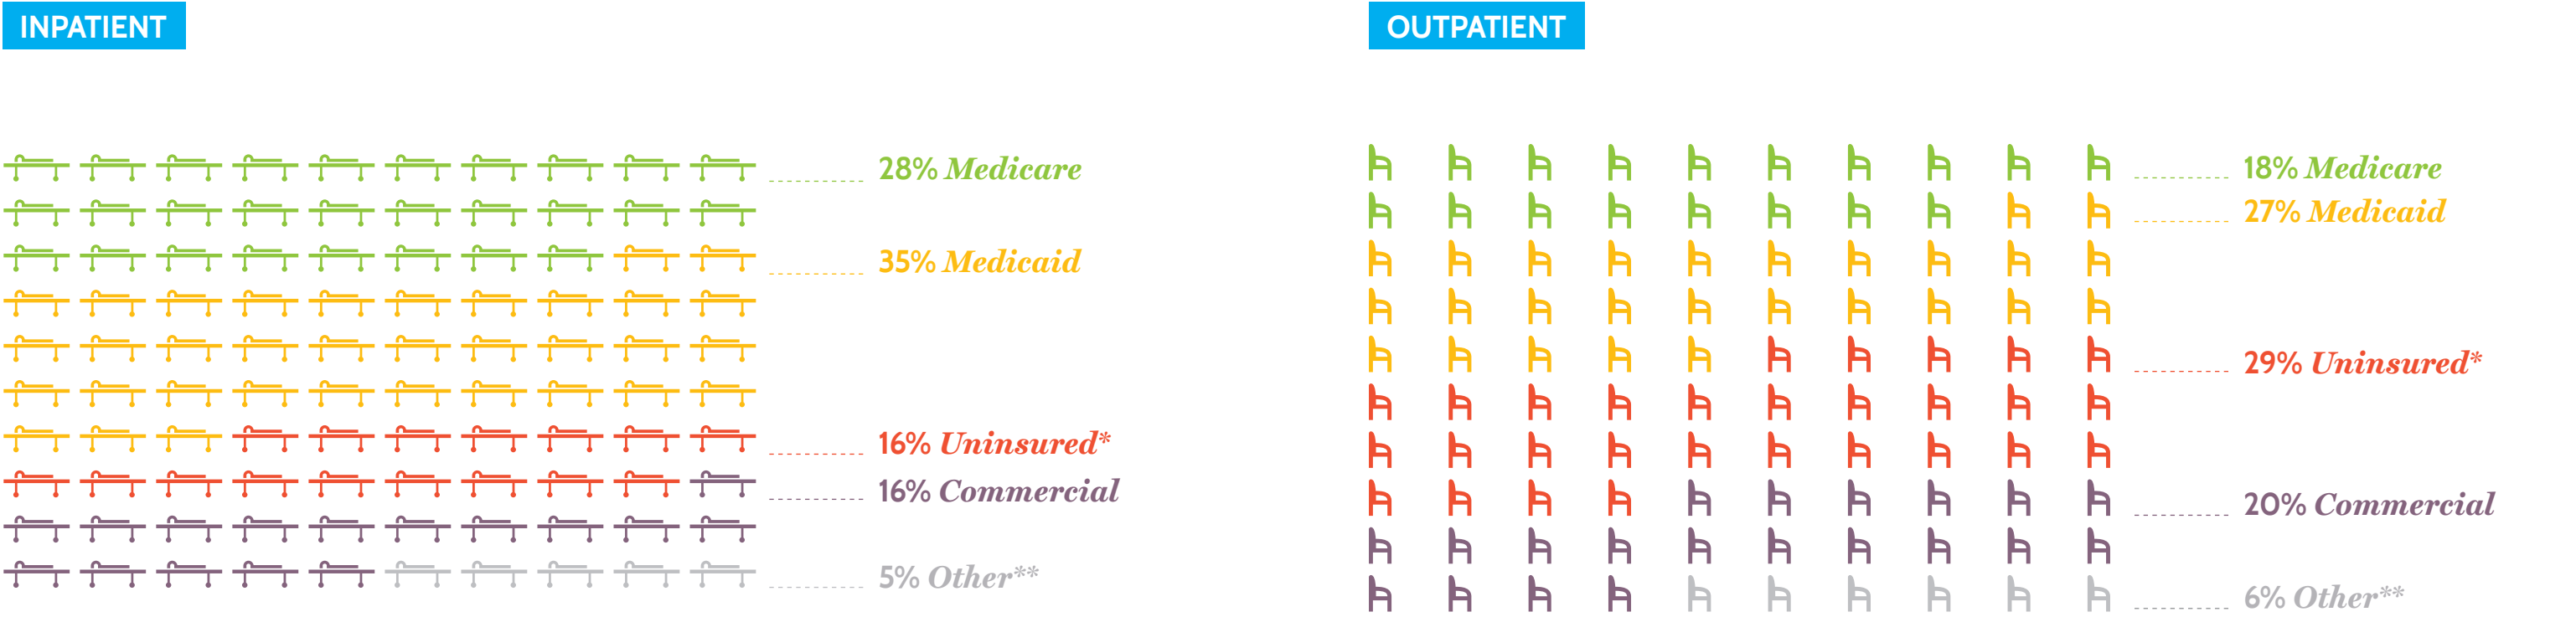 INPATIENT
28% Medicare
35% Medicaid
16% Uninsured*
16% Commercial
5% Other**
OUTPATIENT
18% Medicare
27% Medicaid
29% Uninsured*
20% Commercial
6% Other**